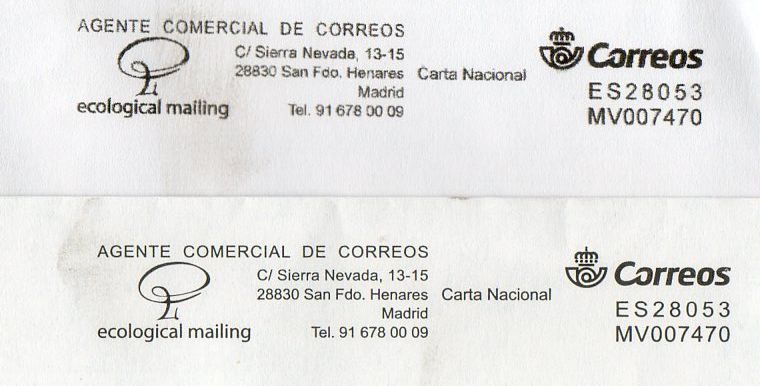 AGENTE COMERCIAL DE CORREOS
C/ Sierra Nevada, 13-15
28830 San Fdo. Henares
Madrid
Tel. 91 678 00 09
ecological mailing
Carta Nacional
Correos
ES28053
MV007470
AGENTE COMERCIAL DE CORREOS
C/ Sierra Nevada, 13-15
28830 San Fdo. Henares
Madrid
Tel. 91 678 00 09
ecological mailing
Carta Nacional
Correos
ES28053
MV007470